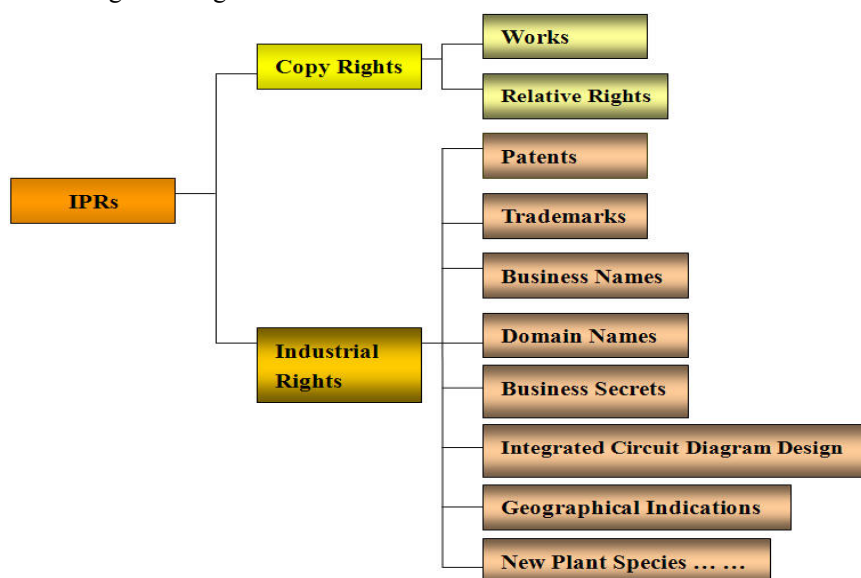 Works
Copy Rights
Relative Rights
Patents
IPRs
Trademarks
Business Names
Domain Names
Industrial
Rights
Business Secrets
Integrated Circuit Diagram Design
Geographical Indications
New Plant Species ... ...